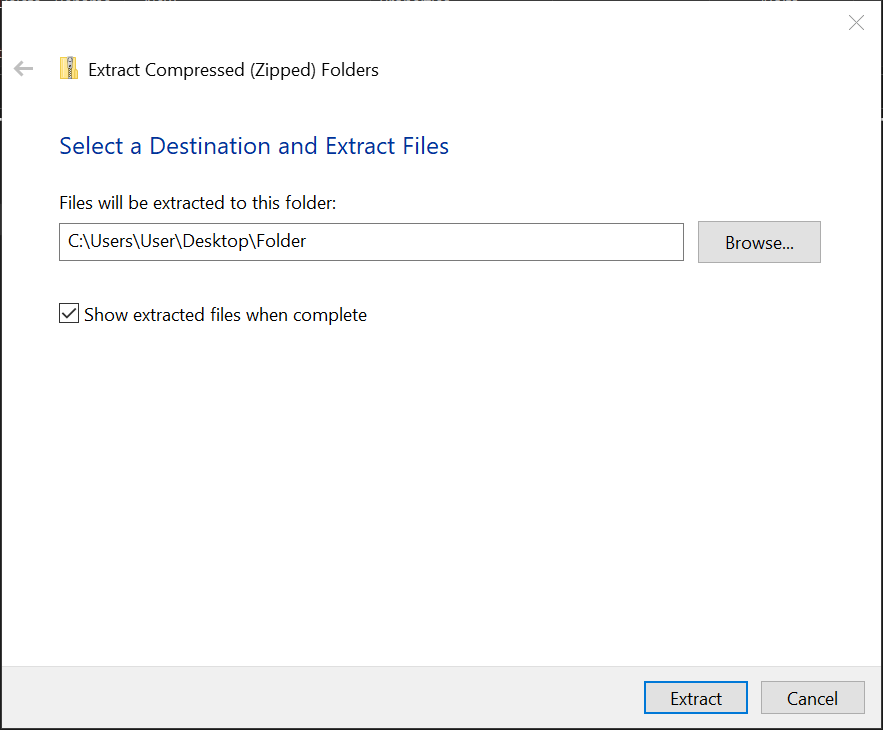 Extract Compressed (Zipped) Folders
Select a Destination and Extract Files
Files will be extracted to this folder:
C:\Users\User\Desktop\Folder
Browse...
Show extracted files when complete
Extract
Cancel